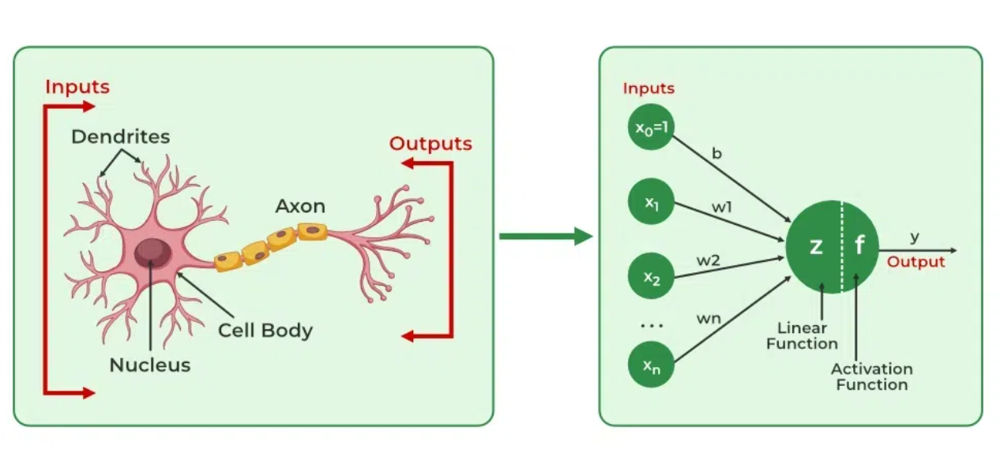 Inputs
Dendrites
Outputs
Axon
Cell Body
Nucleus
Inputs
x₀=1
b
x₁
w1
x₂
w2
...
wn
xₙ
z
f
y
Output
Linear
Function
Activation
Function